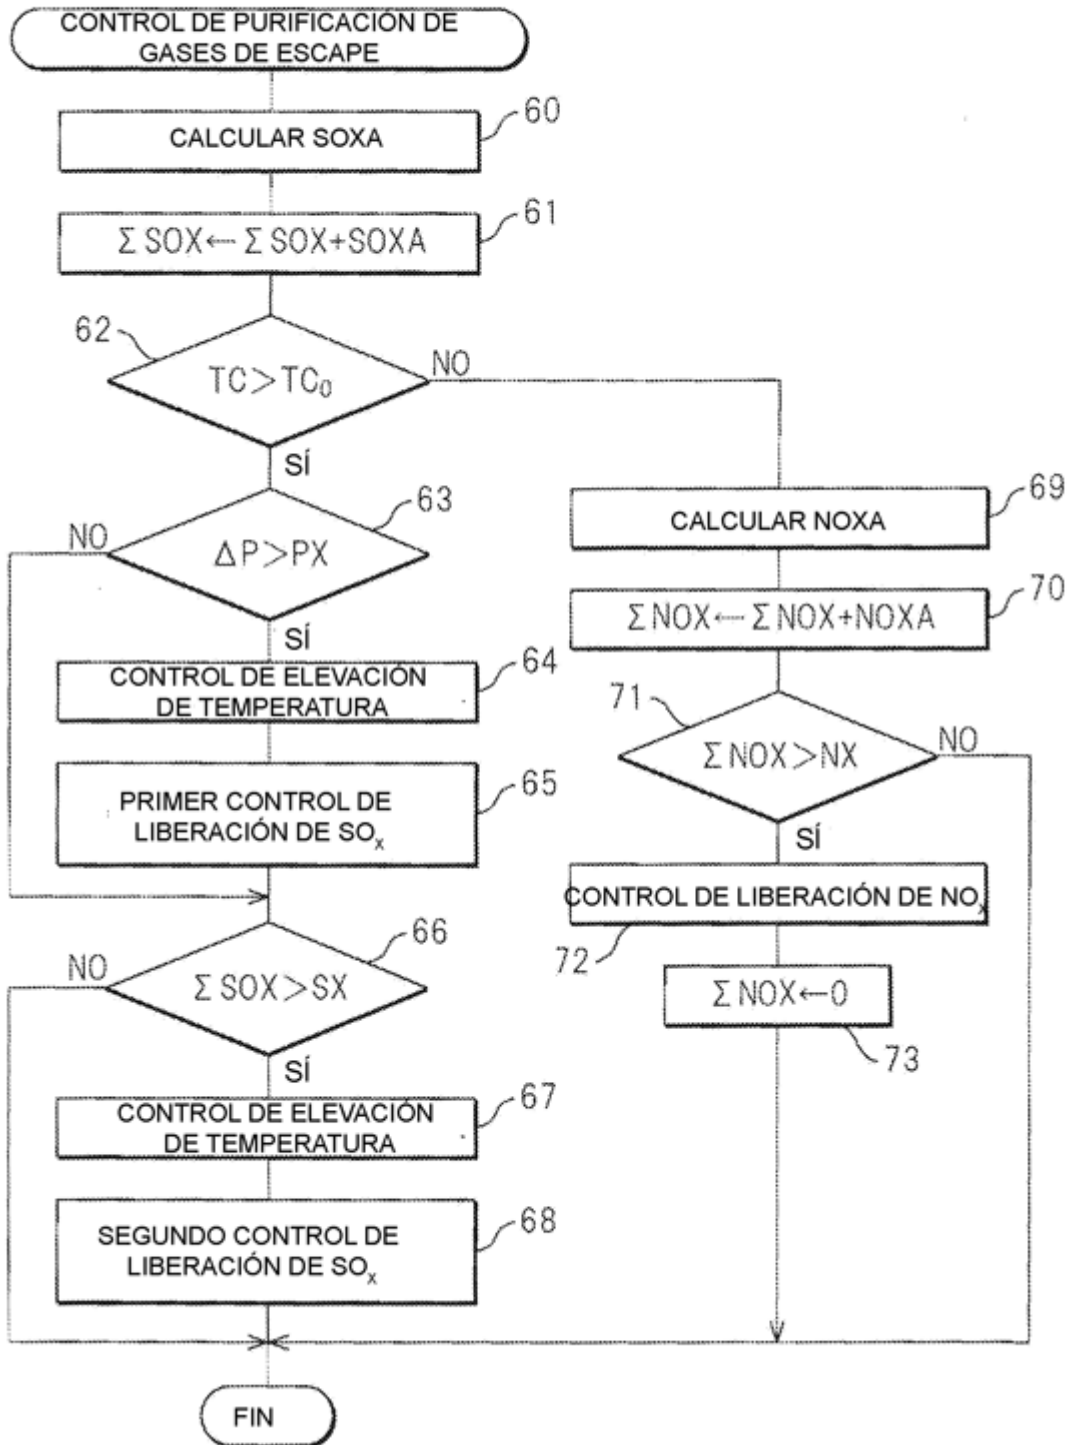 CONTROL DE PURIFICACIÓN DE
GASES DE ESCAPE
60
CALCULAR SOXA
61
Σ SOX← Σ SOX+SOXA
62
TC>TC₀
NO
SÍ
63
NO
ΔP>PX
SÍ
64
CONTROL DE ELEVACIÓN
DE TEMPERATURA
65
PRIMER CONTROL DE
LIBERACIÓN DE SOₓ
66
NO
Σ SOX>SX
SÍ
67
CONTROL DE ELEVACIÓN
DE TEMPERATURA
68
SEGUNDO CONTROL DE
LIBERACIÓN DE SOₓ
69
CALCULAR NOXA
70
Σ NOX← Σ NOX+NOXA
71
Σ NOX>NX
NO
SÍ
CONTROL DE LIBERACIÓN DE NOₓ
72
Σ NOX←0
73
FIN